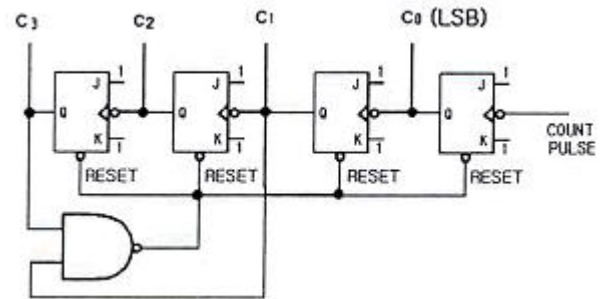 C3 C2 C1 C0 (LSB)
J 1 J 1 J 1 J 1
Q Q Q Q
K 1 K 1 K 1 K 1
COUNT
PULSE
RESET RESET RESET RESET